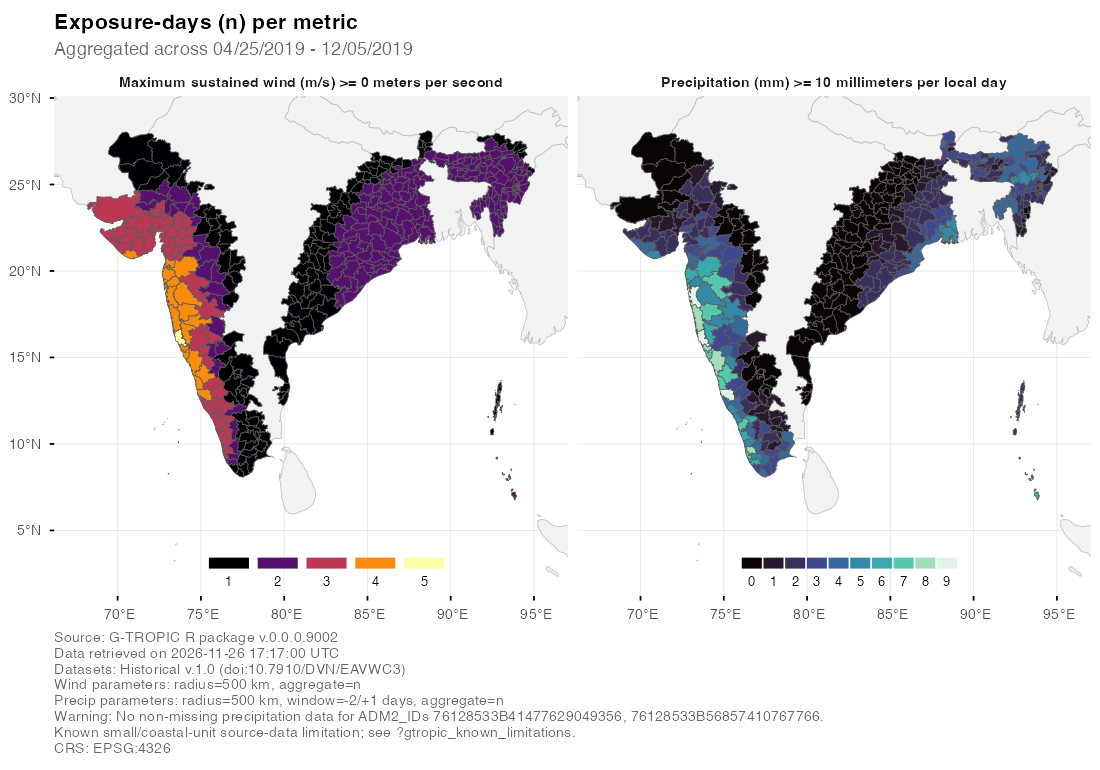 Exposure-days (n) per metric
Aggregated across 04/25/2019 - 12/05/2019
Maximum sustained wind (m/s) >= 0 meters per second
Precipitation (mm) >= 10 millimeters per local day
30°N
25°N
20°N
15°N
10°N
5°N
1 2 3 4 5
0 1 2 3 4 5 6 7 8 9
70°E 75°E 80°E 85°E 90°E 95°E
70°E 75°E 80°E 85°E 90°E 95°E
Source: G-TROPIC R package v.0.0.0.9002
Data retrieved on 2026-11-26 17:17:00 UTC
Datasets: Historical v.1.0 (doi:10.7910/DVN/EAVWC3)
Wind parameters: radius=500 km, aggregate=n
Precip parameters: radius=500 km, window=-2/+1 days, aggregate=n
Warning: No non-missing precipitation data for ADM2_IDs 76128533B41477629049356, 76128533B56857410767766.
Known small/coastal-unit source-data limitation; see ?gtropic_known_limitations.
CRS: EPSG:4326